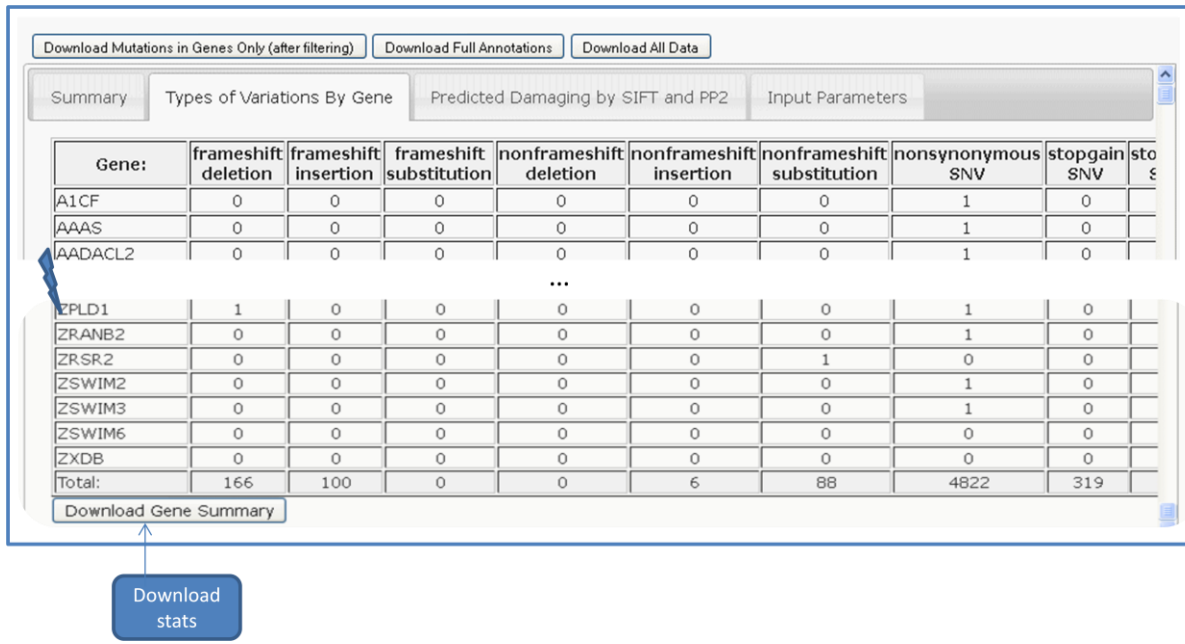 Download Mutations in Genes Only (after filtering) Download Full Annotations Download All Data
Summary Types of Variations By Gene Predicted Damaging by SIFT and PP2 Input Parameters
Gene: frameshift deletion frameshift insertion frameshift substitution nonframeshift deletion nonframeshift insertion nonframeshift substitution nonsynonymous SNV stopgain SNV
A1CF 0 0 0 0 0 0 1 0
AAAS 0 0 0 0 0 0 1 0
AADACL2 0 0 0 0 0 0 1 0
...
ZPLD1 1 0 0 0 0 0 1 0
ZRANB2 0 0 0 0 0 0 1 0
ZRSR2 0 0 0 0 0 1 0 0
ZSWIM2 0 0 0 0 0 0 1 0
ZSWIM3 0 0 0 0 0 0 1 0
ZSWIM6 0 0 0 0 0 0 0 0
ZXDB 0 0 0 0 0 0 0 0
Total: 166 100 0 0 6 88 4822 319
Download Gene Summary
Download
stats